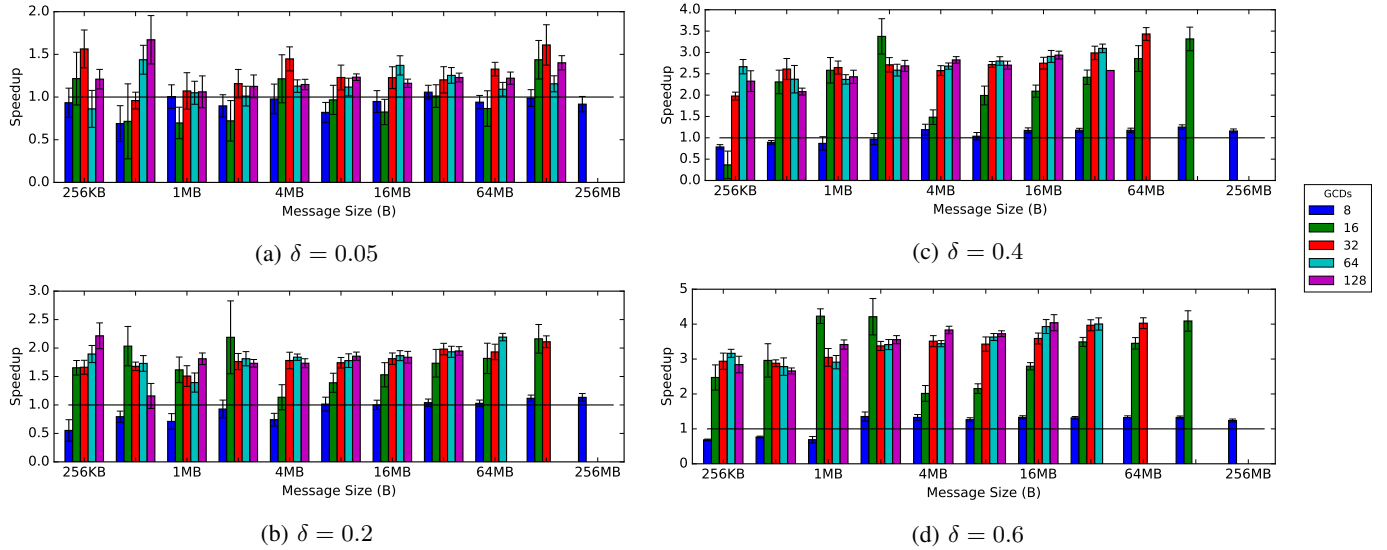 2.0
1.5
1.0
0.5
0.0
Speedup
256KB 1MB 4MB 16MB 64MB 256MB
Message Size (B)
(a) δ = 0.05
3.0
2.5
2.0
1.5
1.0
0.5
0.0
Speedup
256KB 1MB 4MB 16MB 64MB 256MB
Message Size (B)
(b) δ = 0.2
4.0
3.5
3.0
2.5
2.0
1.5
1.0
0.5
0.0
Speedup
256KB 1MB 4MB 16MB 64MB 256MB
Message Size (B)
(c) δ = 0.4
5
4
3
2
1
0
Speedup
256KB 1MB 4MB 16MB 64MB 256MB
Message Size (B)
(d) δ = 0.6
GCDs
8
16
32
64
128